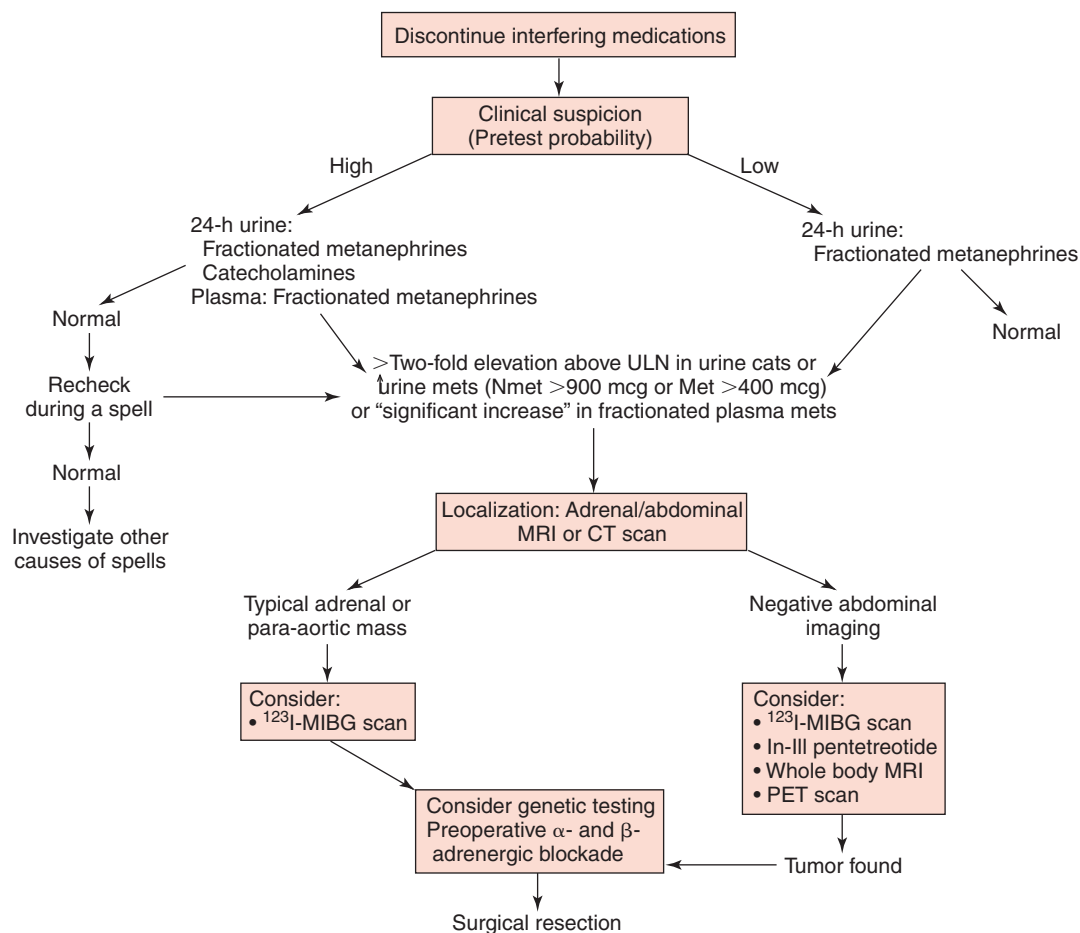 Discontinue interfering medications
Clinical suspicion
(Pretest probability)
High
Low
24-h urine:
Fractionated metanephrines
Catecholamines
Plasma: Fractionated metanephrines
24-h urine:
Fractionated metanephrines
Normal
Normal
Recheck
during a spell
>Two-fold elevation above ULN in urine cats or
urine mets (Nmet >900 mcg or Met >400 mcg)
or “significant increase” in fractionated plasma mets
Normal
Investigate other
causes of spells
Localization: Adrenal/abdominal
MRI or CT scan
Typical adrenal or
para-aortic mass
Negative abdominal
imaging
Consider:
• ¹²³I-MIBG scan
Consider:
• ¹²³I-MIBG scan
• In-III pentetreotide
• Whole body MRI
• PET scan
Consider genetic testing
Preoperative α- and β-
adrenergic blockade
Tumor found
Surgical resection